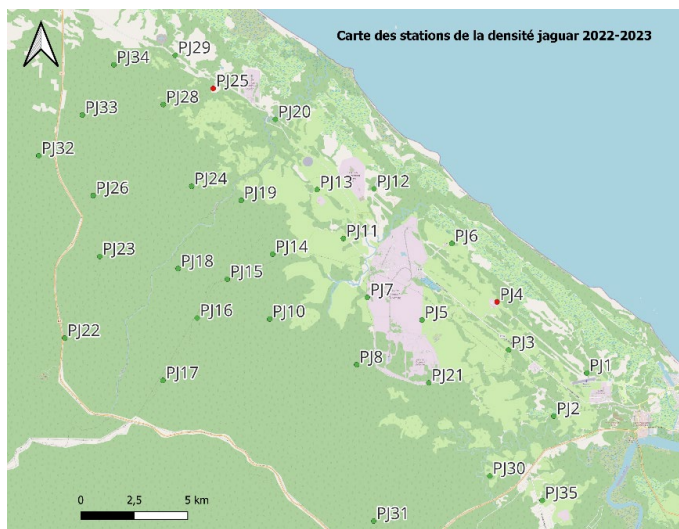 Carte des stations de la densité jaguar 2022-2023
PJ29
PJ34
PJ25
PJ28
PJ33
PJ20
PJ32
PJ24
PJ13
PJ12
PJ26
PJ19
PJ11
PJ6
PJ14
PJ23
PJ18
PJ15
PJ7
PJ4
PJ16
PJ10
PJ5
PJ22
PJ3
PJ8
PJ1
PJ17
PJ21
PJ2
PJ30
PJ35
PJ31
0 2,5 5 km